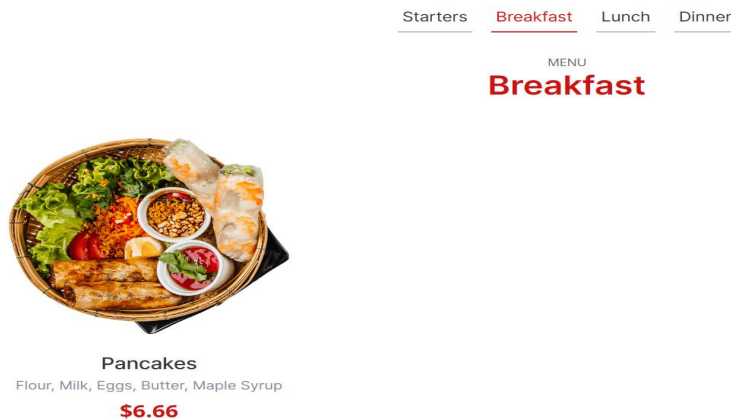 Starters Breakfast Lunch Dinner
MENU
Breakfast
Pancakes
Flour, Milk, Eggs, Butter, Maple Syrup
$6.66